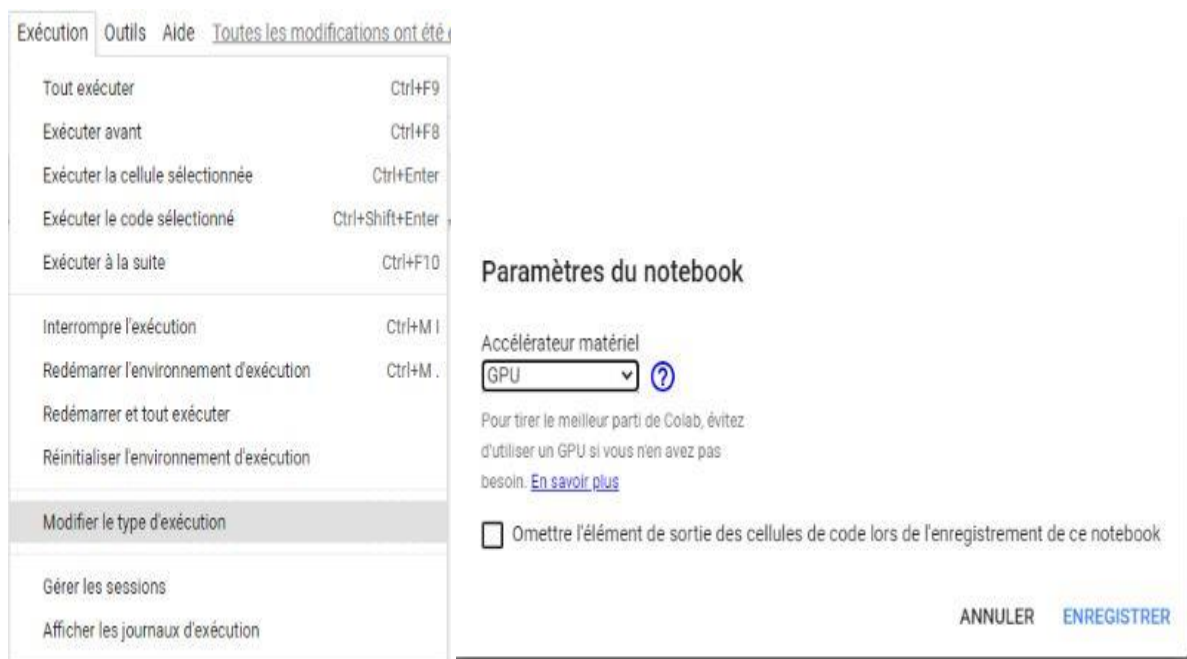 Exécution Outils Aide Toutes les modifications ont été
Tout exécuter Ctrl+F9
Exécuter avant Ctrl+F8
Exécuter la cellule sélectionnée Ctrl+Enter
Exécuter le code sélectionné Ctrl+Shift+Enter
Exécuter à la suite Ctrl+F10
Interrompre l'exécution Ctrl+M I
Redémarrer l'environnement d'exécution Ctrl+M .
Redémarrer et tout exécuter
Réinitialiser l'environnement d'exécution
Modifier le type d'exécution
Gérer les sessions
Afficher les journaux d'exécution
Paramètres du notebook
Accélérateur matériel
GPU ?
Pour tirer le meilleur parti de Colab, évitez
d'utiliser un GPU si vous n'en avez pas
besoin. En savoir plus
Omettre l'élément de sortie des cellules de code lors de l'enregistrement de ce notebook
ANNULER ENREGISTRER